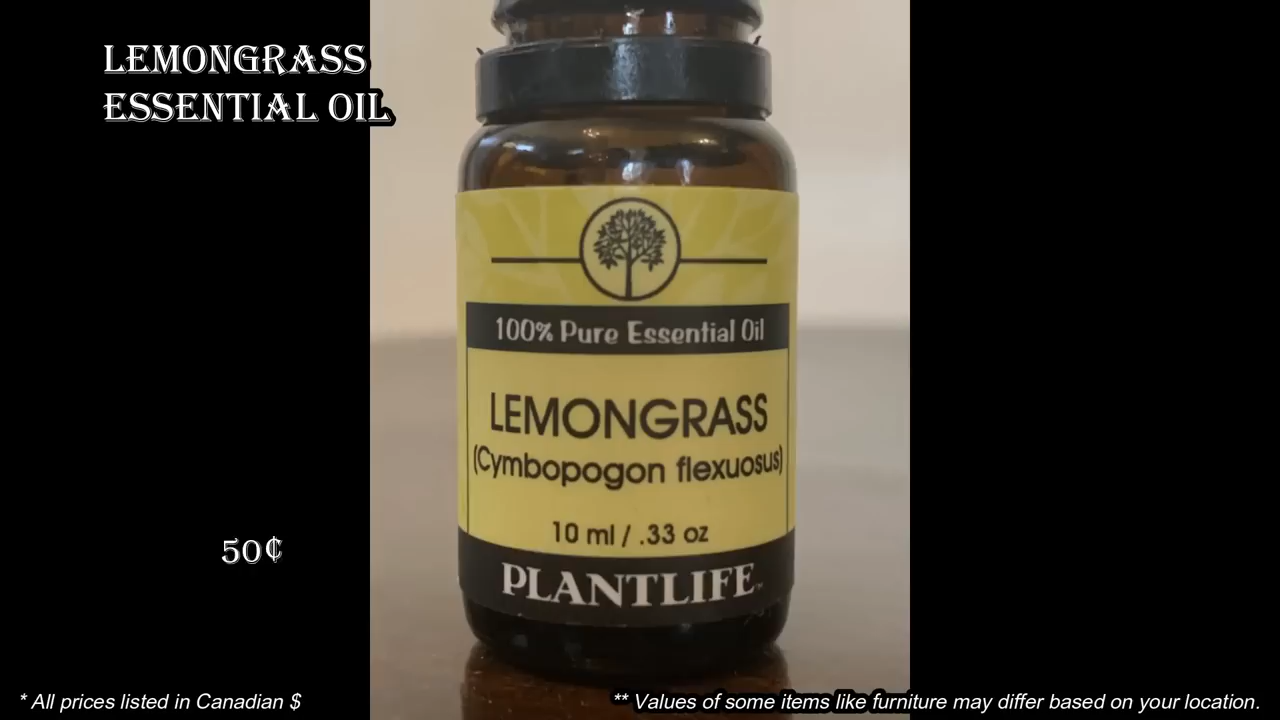 LEMONGRASS
ESSENTIAL OIL
100% Pure Essential Oil
LEMONGRASS
(Cymbopogon flexuosus)
10 ml / .33 oz
PLANTLIFE™
50¢
* All prices listed in Canadian $
** Values of some items like furniture may differ based on your location.